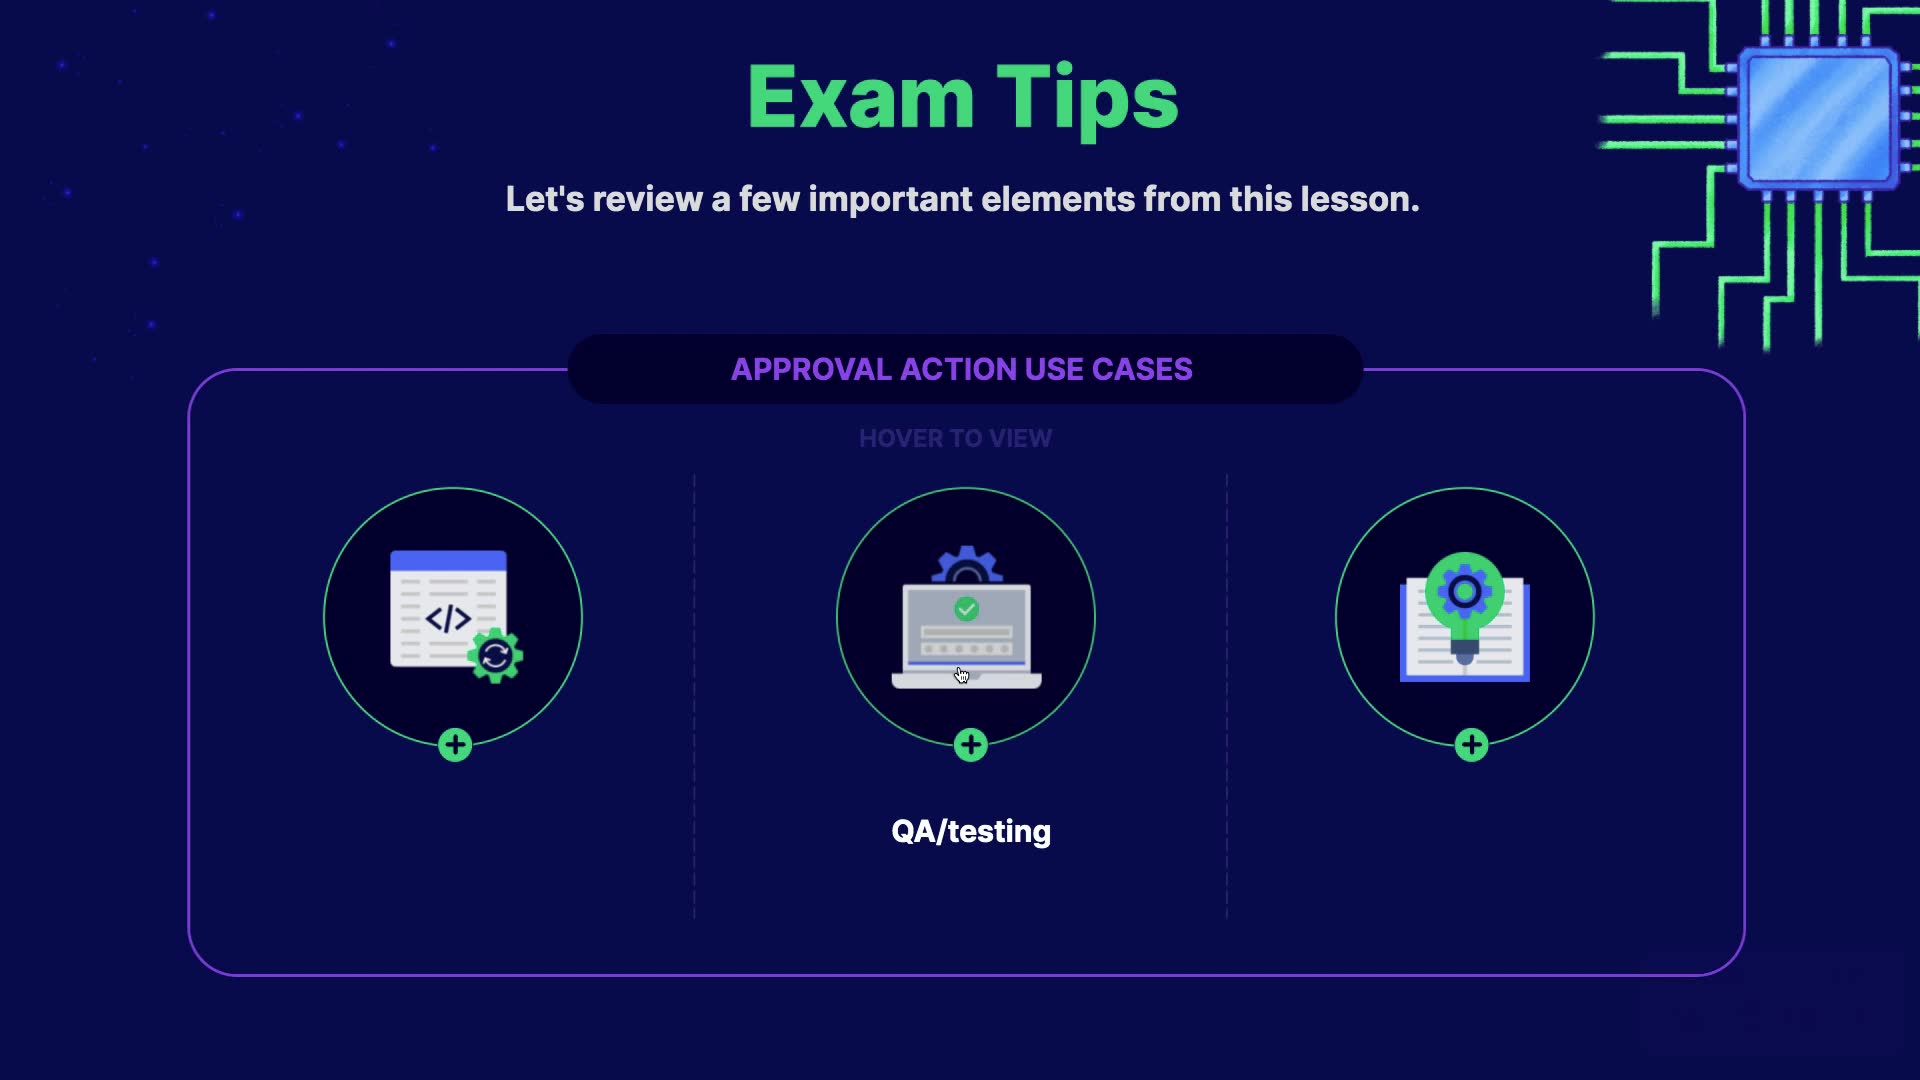 Exam Tips
Let's review a few important elements from this lesson.
APPROVAL ACTION USE CASES
HOVER TO VIEW
</>
QA/testing